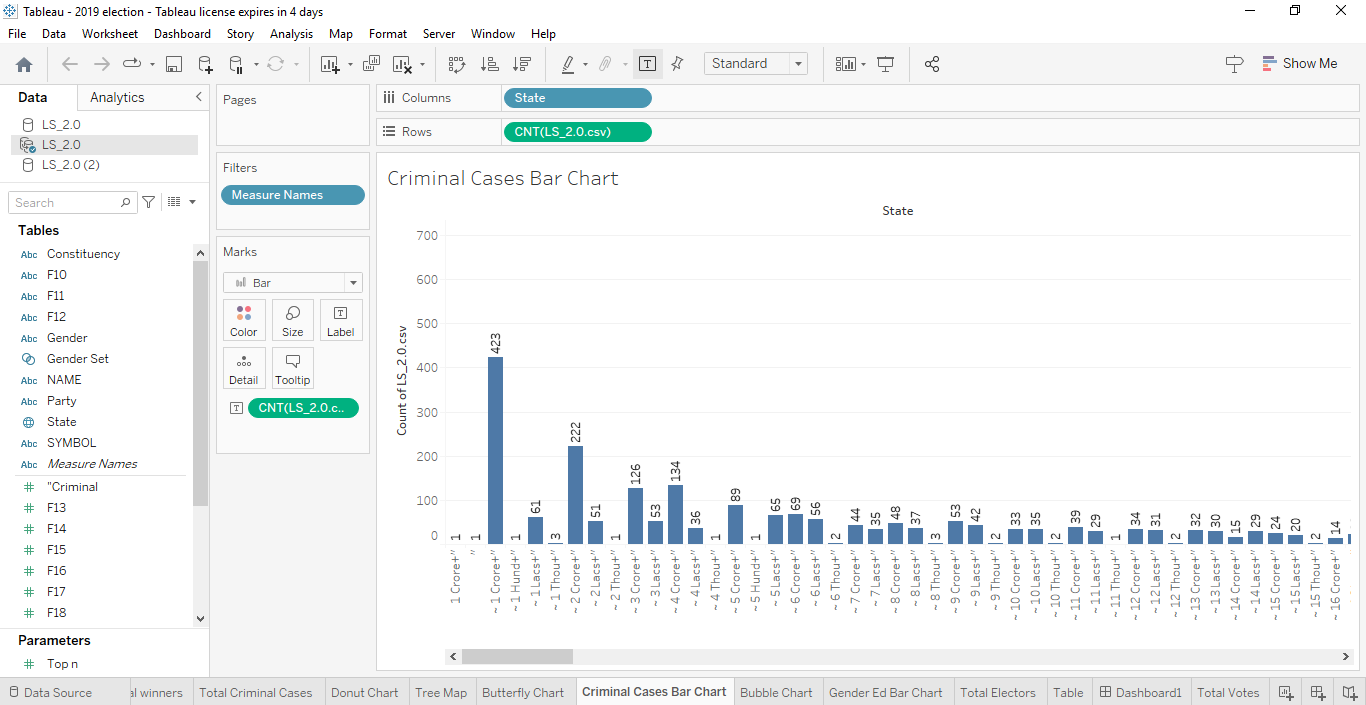 Tableau - 2019 election - Tableau license expires in 4 days
File Data Worksheet Dashboard Story Analysis Map Format Server Window Help
Standard
Show Me
Data Analytics
LS_2.0
LS_2.0
LS_2.0 (2)
Search
Tables
Abc Constituency
Abc F10
Abc F11
Abc F12
Abc Gender
Gender Set
Abc NAME
Abc Party
State
Abc SYMBOL
Abc Measure Names
# "Criminal
# F13
# F14
# F15
# F16
# F17
# F18
Parameters
# Top n
Pages
Filters
Measure Names
Marks
Bar
Color Size Label
Detail Tooltip
CNT(LS_2.0.c..
Columns State
Rows CNT(LS_2.0.csv)
Criminal Cases Bar Chart
State
Count of LS_2.0.csv
700
600
500
400
300
200
100
0
1 1 423 1 61 3 222 51 1 126 53 134 36 1 89 1 65 69 56 2 44 35 48 37 3 53 42 2 33 35 2 39 29 1 34 31 2 32 30 15 29 24 20 2 14
1 Crore+”
”
~ 1 Crore+”
~ 1 Hund+”
~ 1 Lacs+”
~ 1 Thou+”
~ 2 Crore+”
~ 2 Lacs+”
~ 2 Thou+”
~ 3 Crore+”
~ 3 Lacs+”
~ 4 Crore+”
~ 4 Lacs+”
~ 4 Thou+”
~ 5 Crore+”
~ 5 Hund+”
~ 5 Lacs+”
~ 6 Crore+”
~ 6 Lacs+”
~ 6 Thou+”
~ 7 Crore+”
~ 7 Lacs+”
~ 8 Crore+”
~ 8 Lacs+”
~ 8 Thou+”
~ 9 Crore+”
~ 9 Lacs+”
~ 9 Thou+”
~ 10 Crore+”
~ 10 Lacs+”
~ 10 Thou+”
~ 11 Crore+”
~ 11 Lacs+”
~ 11 Thou+”
~ 12 Crore+”
~ 12 Lacs+”
~ 12 Thou+”
~ 13 Crore+”
~ 13 Lacs+”
~ 14 Crore+”
~ 14 Lacs+”
~ 15 Crore+”
~ 15 Lacs+”
~ 15 Thou+”
~ 16 Crore+”
Data Source al winners Total Criminal Cases Donut Chart Tree Map Butterfly Chart Criminal Cases Bar Chart Bubble Chart Gender Ed Bar Chart Total Electors Table Dashboard1 Total Votes